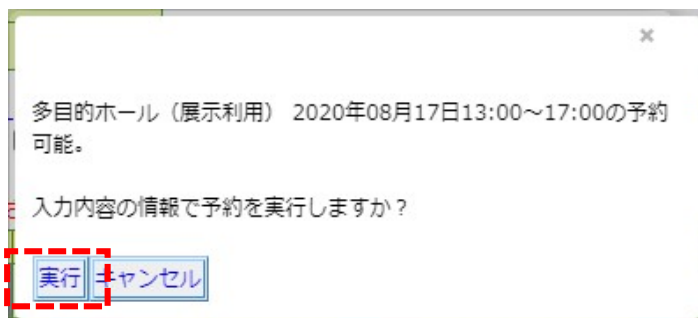 ×
多目的ホール（展示利用） 2020年08月17日13:00～17:00の予約
可能。
入力内容の情報で予約を実行しますか？
実行 キャンセル